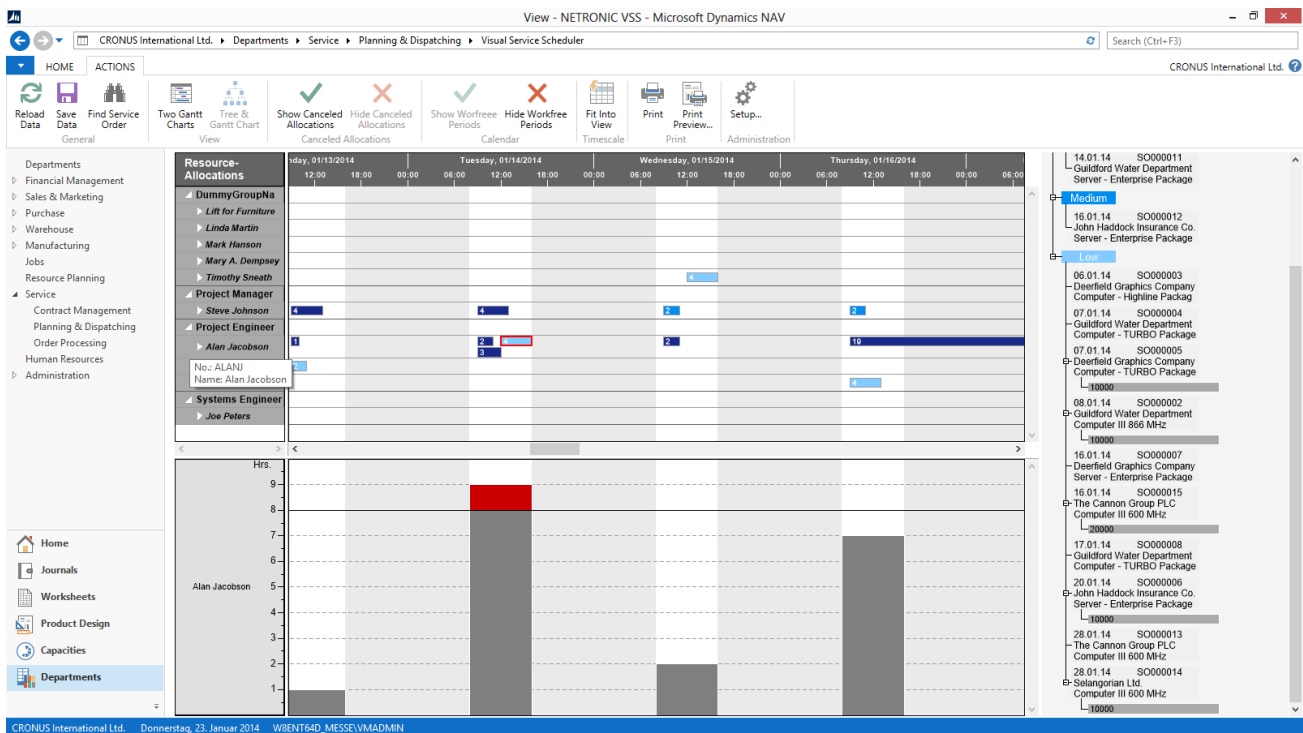 View - NETRONIC VSS - Microsoft Dynamics NAV
CRONUS International Ltd. ▸ Departments ▸ Service ▸ Planning & Dispatching ▸ Visual Service Scheduler
Search (Ctrl+F3)
HOME ACTIONS
CRONUS International Ltd.
Reload Data
Save Data
Find Service Order
Two Gantt Charts
Tree & Gantt Chart
Show Canceled Allocations
Hide Canceled Allocations
Show Worfreee Periods
Hide Workfree Periods
Fit Into View
Print
Print Preview...
Setup...
General
View
Canceled Allocations
Calendar
Timescale
Print
Administration
Departments
Financial Management
Sales & Marketing
Purchase
Warehouse
Manufacturing
Jobs
Resource Planning
Service
Contract Management
Planning & Dispatching
Order Processing
Human Resources
Administration
Home
Journals
Worksheets
Product Design
Capacities
Departments
Resource-
Allocations
nday, 01/13/2014 Tuesday, 01/14/2014 Wednesday, 01/15/2014 Thursday, 01/16/2014
12:00 18:00 00:00 06:00 12:00 18:00 00:00 06:00 12:00 18:00 00:00 06:00 12:00 18:00 00:00 06:00
DummyGroupNa
Lift for Furniture
Linda Martin
Mark Hanson
Mary A. Dempsey
Timothy Sneath
4
Project Manager
Steve Johnson
4 4 2 2
Project Engineer
Alan Jacobson
1 2 4 2 19
3
No.: ALANJ
Name: Alan Jacobson
2
4
Systems Engineer
Joe Peters
Hrs.
9
8
7
6
Alan Jacobson
5
4
3
2
1
14.01.14 SO000011
Guildford Water Department
Server - Enterprise Package
Medium
16.01.14 SO000012
John Haddock Insurance Co.
Server - Enterprise Package
Low
06.01.14 SO000003
Deerfield Graphics Company
Computer - Highline Packag
07.01.14 SO000004
Guildford Water Department
Computer - TURBO Package
07.01.14 SO000005
Deerfield Graphics Company
Computer - TURBO Package
10000
08.01.14 SO000002
Guildford Water Department
Computer III 866 MHz
10000
16.01.14 SO000007
Deerfield Graphics Company
Server - Enterprise Package
16.01.14 SO000015
The Cannon Group PLC
Computer III 600 MHz
20000
17.01.14 SO000008
Guildford Water Department
Computer - TURBO Package
20.01.14 SO000006
John Haddock Insurance Co.
Server - Enterprise Package
10000
28.01.14 SO000013
The Cannon Group PLC
Computer III 600 MHz
28.01.14 SO000014
Selangorian Ltd.
Computer III 600 MHz
10000
CRONUS International Ltd. Donnerstag, 23. Januar 2014 W8ENT64D_MESSE\VMADMIN